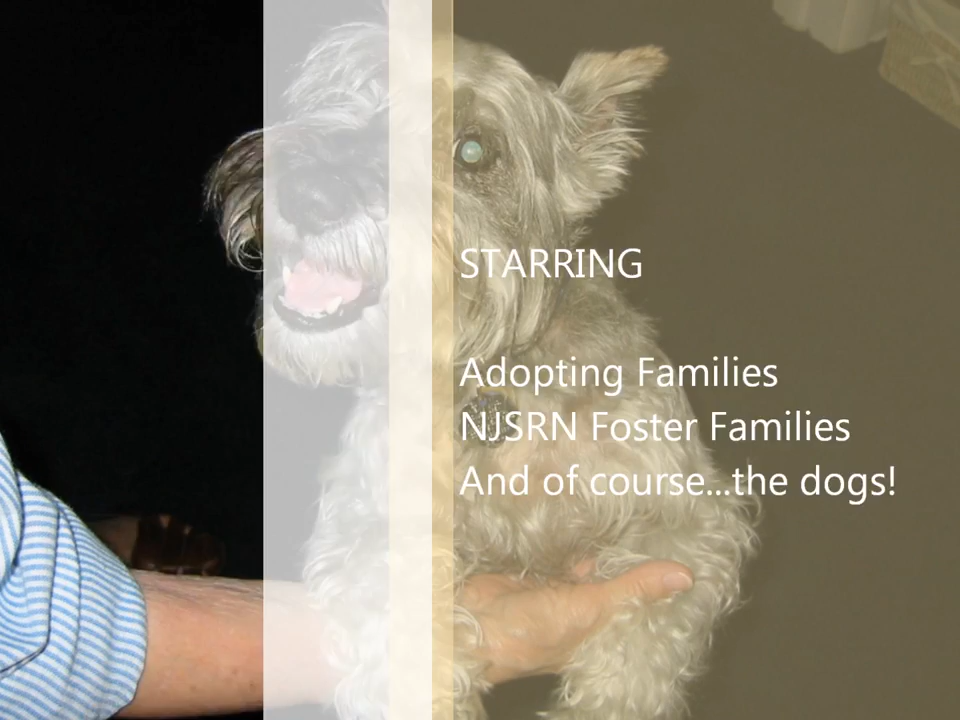 STARRING
Adopting Families
NJSRN Foster Families
And of course...the dogs!